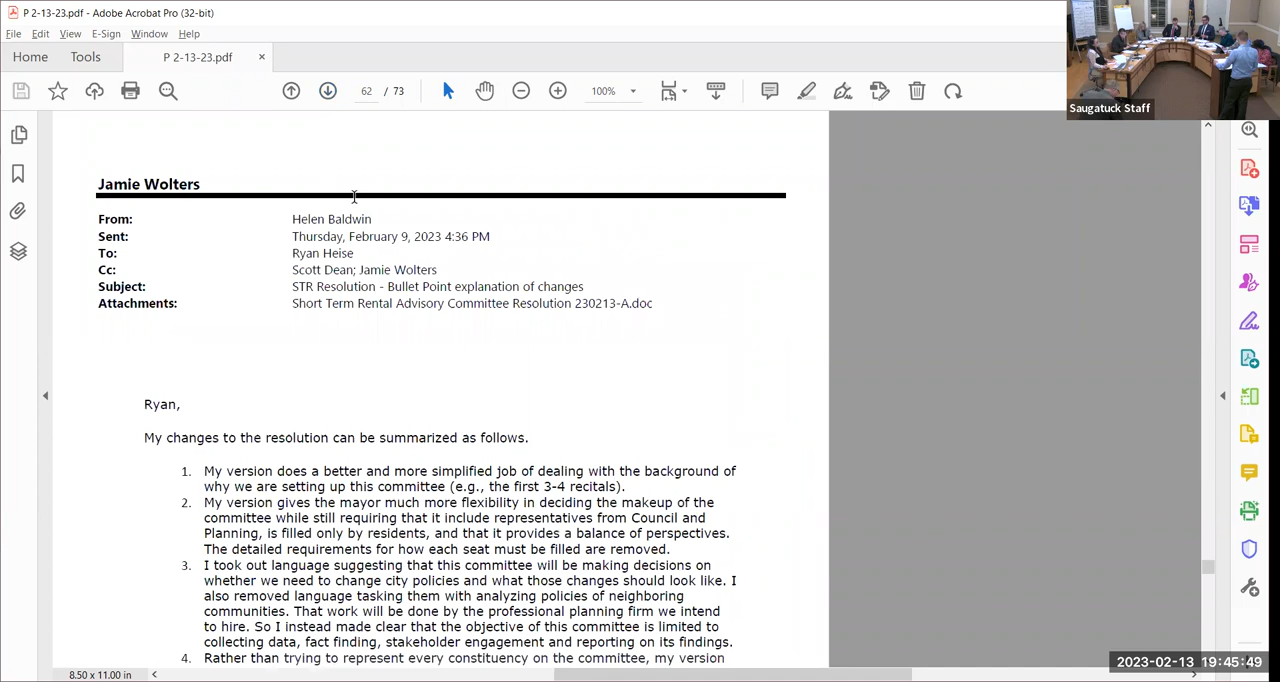 P 2-13-23.pdf - Adobe Acrobat Pro (32-bit)
File Edit View E-Sign Window Help
Home Tools P 2-13-23.pdf ×
62 / 73 100%
Saugatuck Staff
Jamie Wolters
From: Helen Baldwin
Sent: Thursday, February 9, 2023 4:36 PM
To: Ryan Heise
Cc: Scott Dean; Jamie Wolters
Subject: STR Resolution - Bullet Point explanation of changes
Attachments: Short Term Rental Advisory Committee Resolution 230213-A.doc
Ryan,
My changes to the resolution can be summarized as follows.
1. My version does a better and more simplified job of dealing with the background of
why we are setting up this committee (e.g., the first 3-4 recitals).
2. My version gives the mayor much more flexibility in deciding the makeup of the
committee while still requiring that it include representatives from Council and
Planning, is filled only by residents, and that it provides a balance of perspectives.
The detailed requirements for how each seat must be filled are removed.
3. I took out language suggesting that this committee will be making decisions on
whether we need to change city policies and what those changes should look like. I
also removed language tasking them with analyzing policies of neighboring
communities. That work will be done by the professional planning firm we intend
to hire. So I instead made clear that the objective of this committee is limited to
collecting data, fact finding, stakeholder engagement and reporting on its findings.
4. Rather than trying to represent every constituency on the committee, my version
8.50 x 11.00 in
2023-02-13 19:45:49